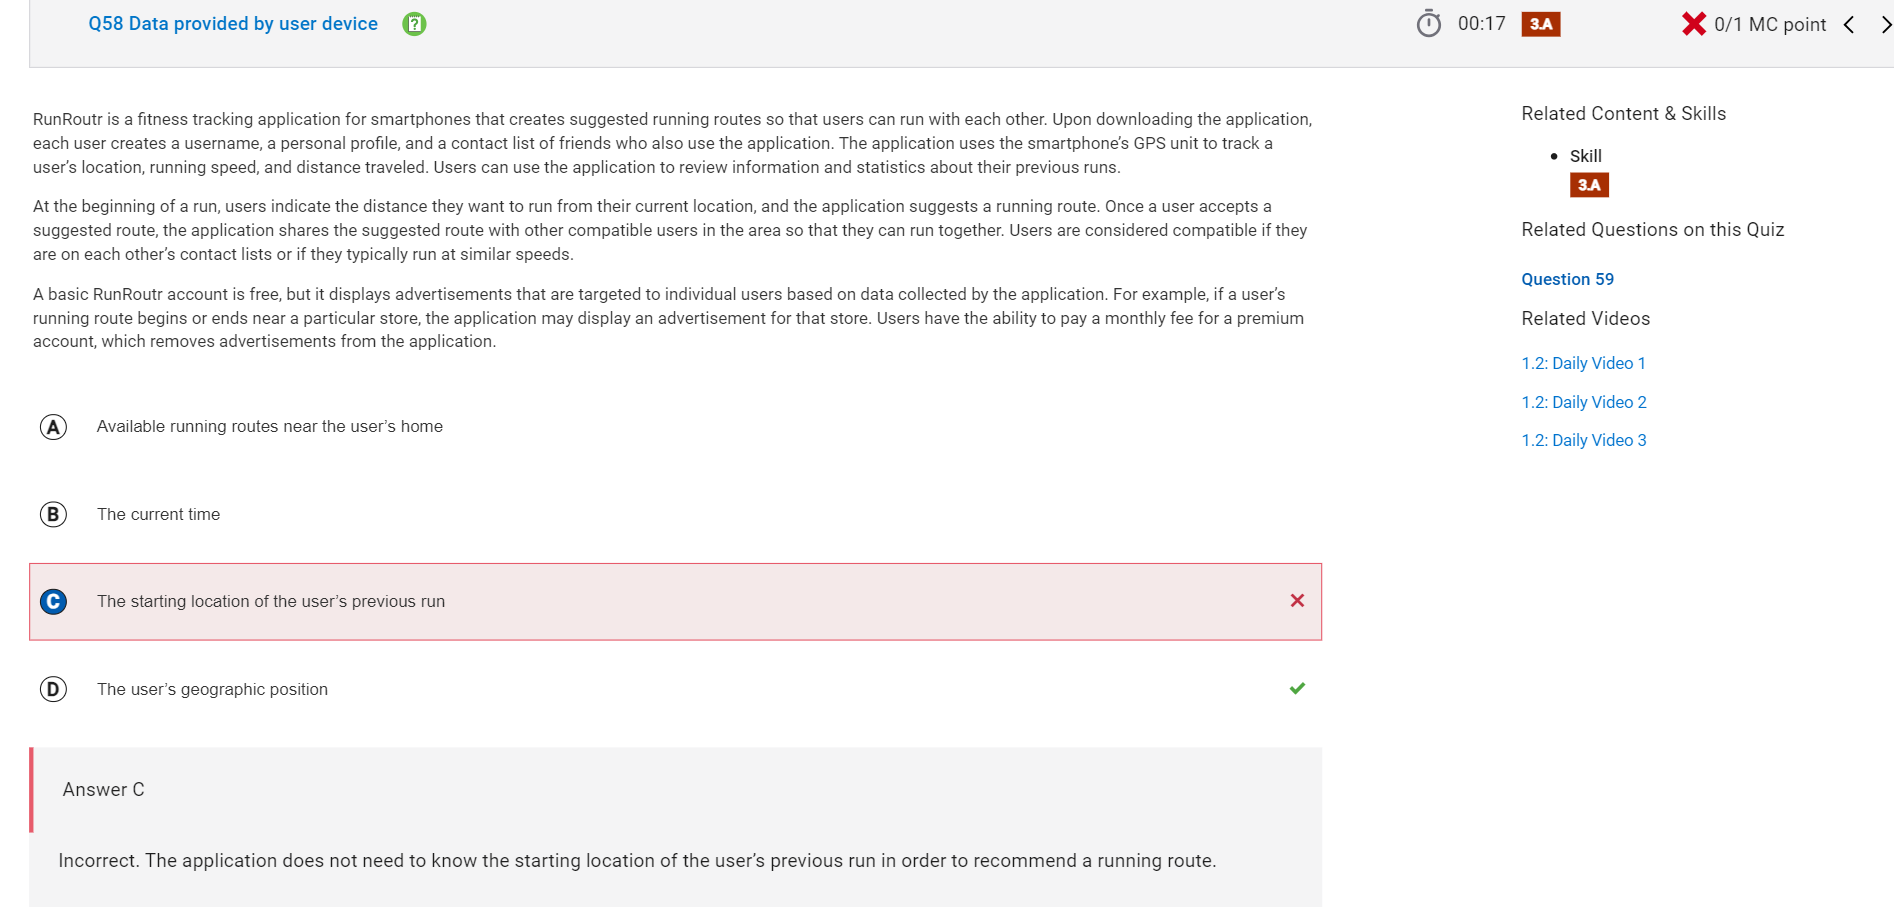 Q58 Data provided by user device
00:17 3.A 0/1 MC point
RunRoutr is a fitness tracking application for smartphones that creates suggested running routes so that users can run with each other. Upon downloading the application,
each user creates a username, a personal profile, and a contact list of friends who also use the application. The application uses the smartphone’s GPS unit to track a
user’s location, running speed, and distance traveled. Users can use the application to review information and statistics about their previous runs.
At the beginning of a run, users indicate the distance they want to run from their current location, and the application suggests a running route. Once a user accepts a
suggested route, the application shares the suggested route with other compatible users in the area so that they can run together. Users are considered compatible if they
are on each other’s contact lists or if they typically run at similar speeds.
A basic RunRoutr account is free, but it displays advertisements that are targeted to individual users based on data collected by the application. For example, if a user’s
running route begins or ends near a particular store, the application may display an advertisement for that store. Users have the ability to pay a monthly fee for a premium
account, which removes advertisements from the application.
A Available running routes near the user’s home
B The current time
C The starting location of the user’s previous run
D The user’s geographic position
Answer C
Incorrect. The application does not need to know the starting location of the user’s previous run in order to recommend a running route.
Related Content & Skills
Skill
3.A
Related Questions on this Quiz
Question 59
Related Videos
1.2: Daily Video 1
1.2: Daily Video 2
1.2: Daily Video 3